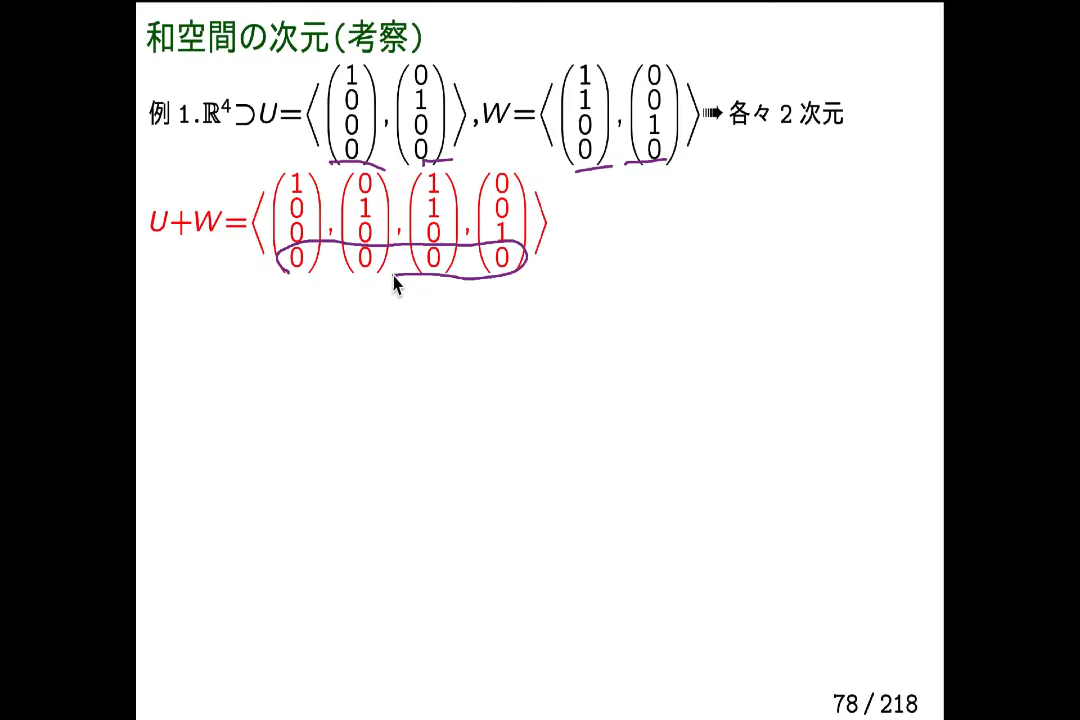 和空間の次元(考察)
例 1.ℝ⁴⊃U=⟨(1 0 0 0),(0 1 0 0)⟩,W=⟨(1 1 0 0),(0 0 1 0)⟩➠ 各々 2 次元
U+W=⟨(1 0 0 0),(0 1 0 0),(1 1 0 0),(0 0 1 0)⟩
78 / 218